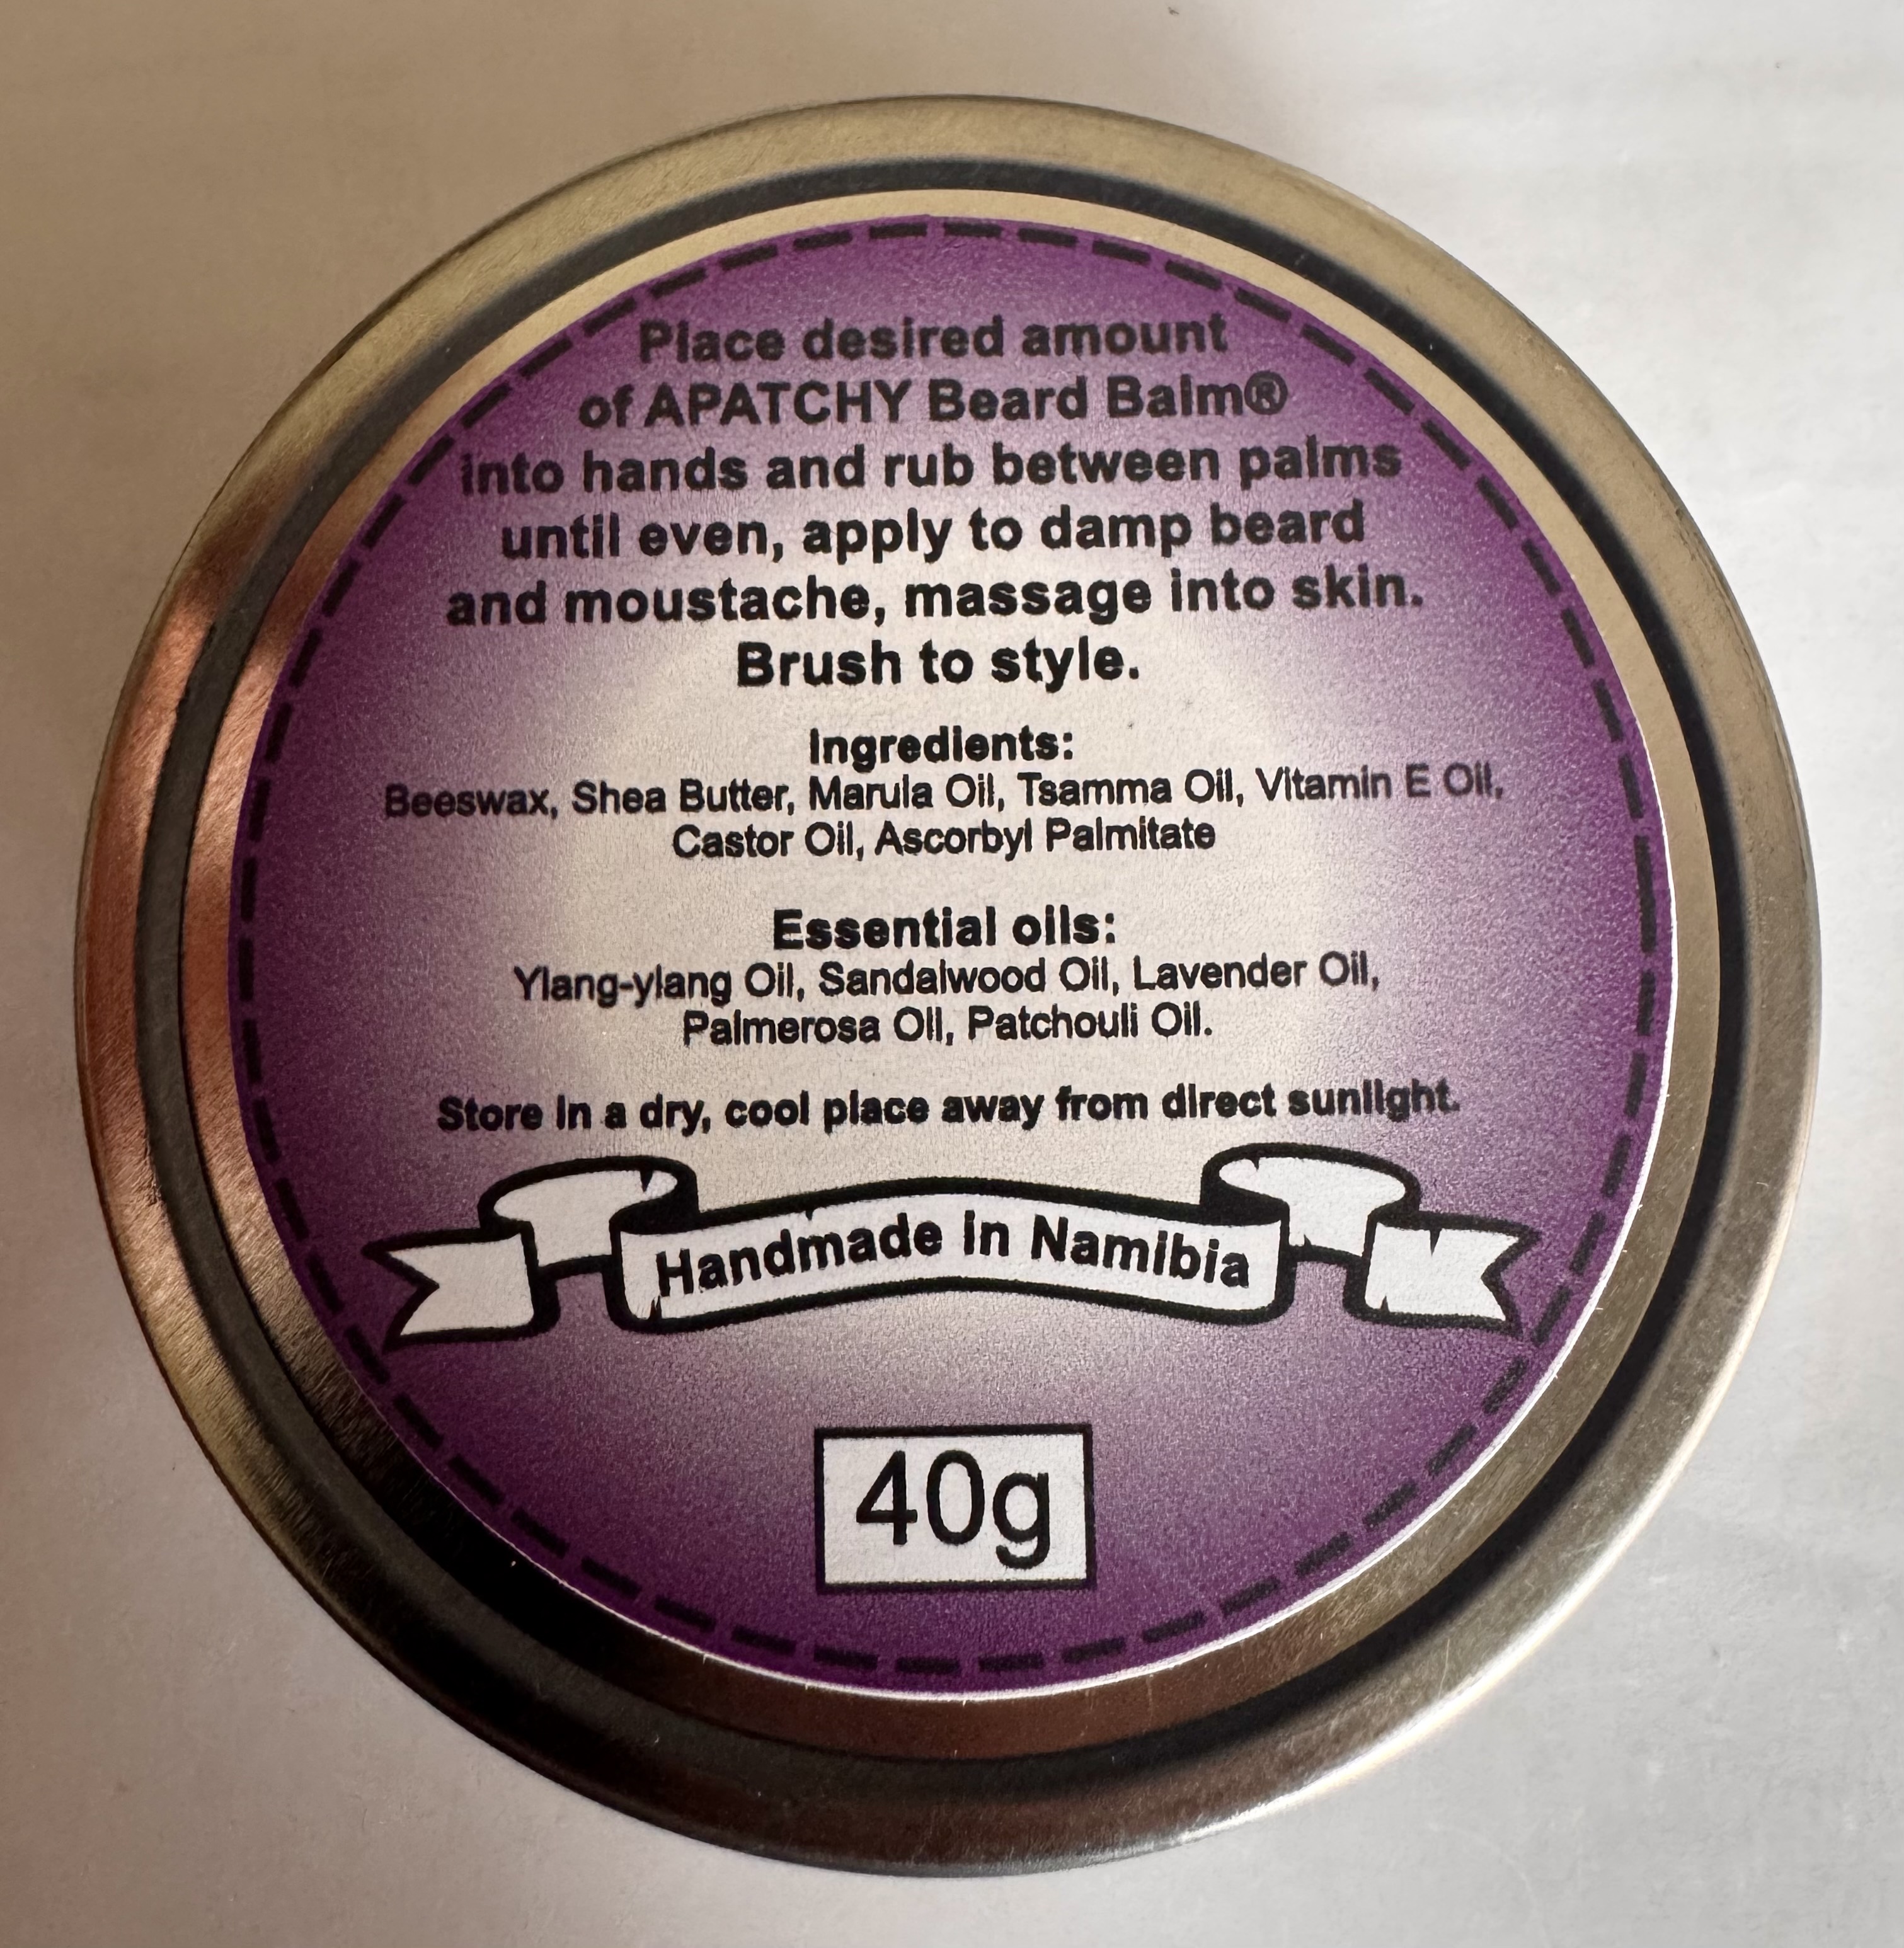 Place desired amount
of APATCHY Beard Balm®
into hands and rub between palms
until even, apply to damp beard
and moustache, massage into skin.
Brush to style.
Ingredients:
Beeswax, Shea Butter, Marula Oil, Tsamma Oil, Vitamin E Oil,
Castor Oil, Ascorbyl Palmitate
Essential oils:
Ylang-ylang Oil, Sandalwood Oil, Lavender Oil,
Palmerosa Oil, Patchouli Oil.
Store in a dry, cool place away from direct sunlight.
Handmade in Namibia
40g